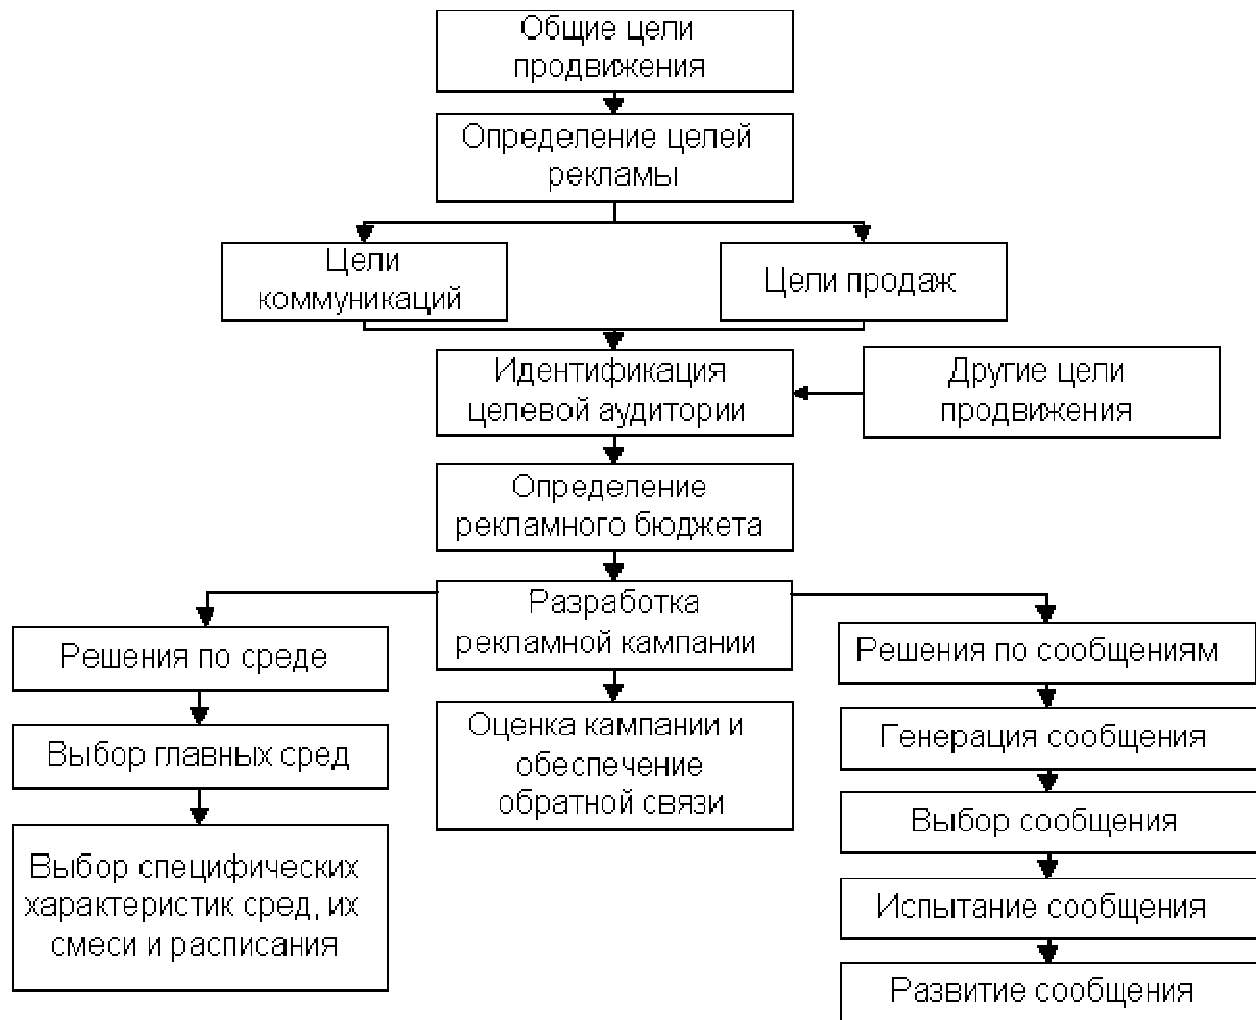 Общие цели
продвижения
Определение целей
рекламы
Цели
коммуникаций
Цели продаж
Идентификация
целевой аудитории
Другие цели
продвижения
Определение
рекламного бюджета
Разработка
рекламной кампании
Решения по среде
Выбор главных сред
Выбор специфических
характеристик сред, их
смеси и расписания
Оценка кампании и
обеспечение
обратной связи
Решения по сообщениям
Генерация сообщения
Выбор сообщения
Испытание сообщения
Развитие сообщения